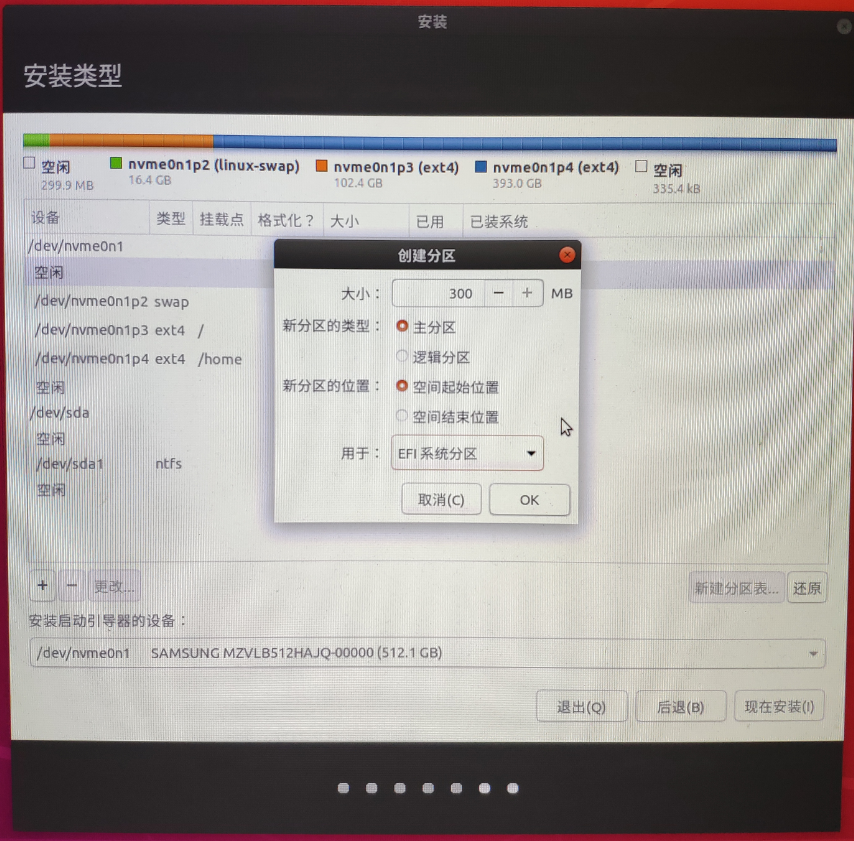 安装
安装类型
空闲 nvme0n1p2 (linux-swap) nvme0n1p3 (ext4) nvme0n1p4 (ext4) 空闲
299.9 MB 16.4 GB 102.4 GB 393.0 GB 335.4 kB
设备 类型 挂载点 格式化？ 大小 已用 已装系统
/dev/nvme0n1
空闲
/dev/nvme0n1p2 swap
/dev/nvme0n1p3 ext4 /
/dev/nvme0n1p4 ext4 /home
空闲
/dev/sda
空闲
/dev/sda1 ntfs
空闲
创建分区
大小： 300 − + MB
新分区的类型： 主分区
逻辑分区
新分区的位置： 空间起始位置
空间结束位置
用于： EFI 系统分区
取消(C) OK
+ − 更改... 新建分区表... 还原
安装启动引导器的设备：
/dev/nvme0n1 SAMSUNG MZVLB512HAJQ-00000 (512.1 GB)
退出(Q) 后退(B) 现在安装(I)